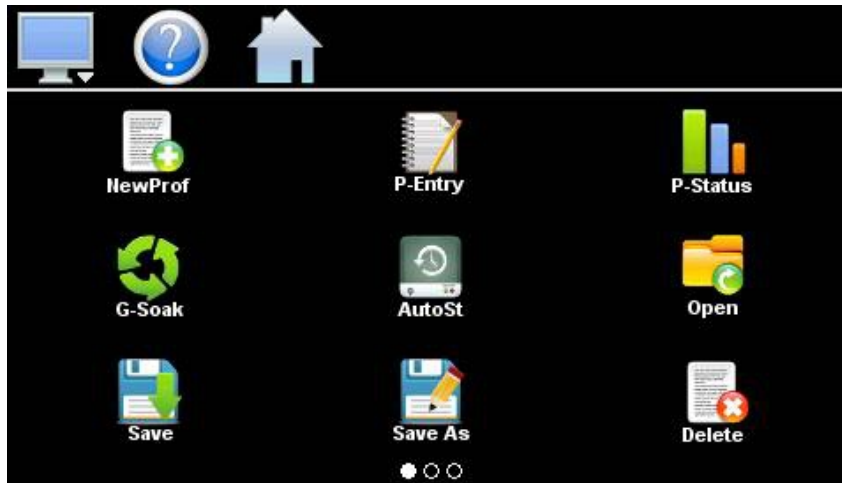 ?
NewProf
P-Entry
P-Status
G-Soak
AutoSt
Open
Save
Save As
Delete